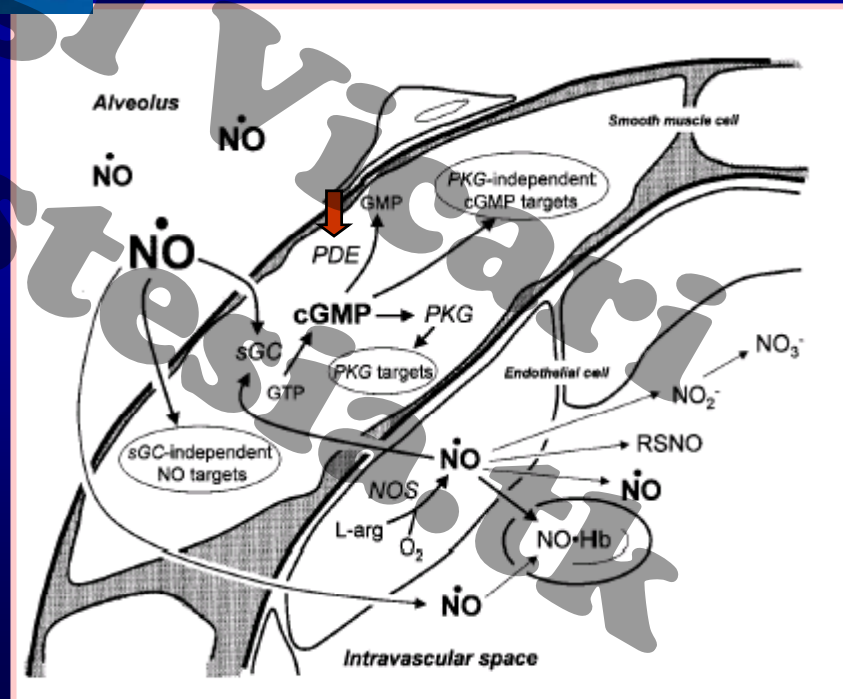 Alveolus
NO
NO
NO
Smooth muscle cell
PKG-independent
cGMP targets
GMP
PDE
cGMP
PKG
sGC
GTP
PKG targets
Endothelial cell
NO₃⁻
NO₂⁻
sGC-independent
NO targets
NO
RSNO
NO
NOS
L-arg
O₂
NO•Hb
NO
Intravascular space